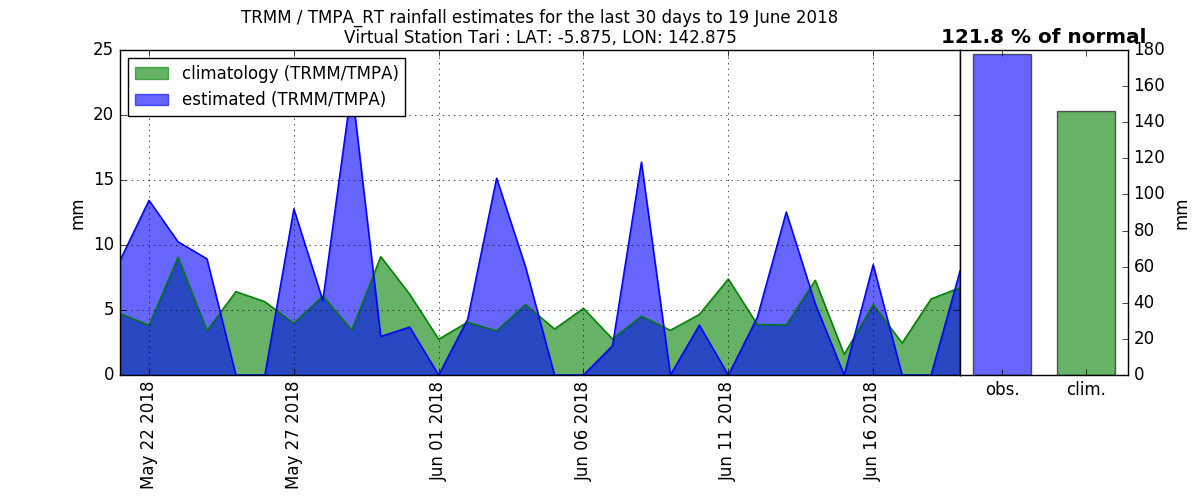 TRMM / TMPA_RT rainfall estimates for the last 30 days to 19 June 2018
Virtual Station Tari : LAT: -5.875, LON: 142.875
121.8 % of normal
climatology (TRMM/TMPA)
estimated (TRMM/TMPA)
25
20
15
10
5
0
mm
May 22 2018
May 27 2018
Jun 01 2018
Jun 06 2018
Jun 11 2018
Jun 16 2018
180
160
140
120
100
80
60
40
20
0
mm
obs.
clim.